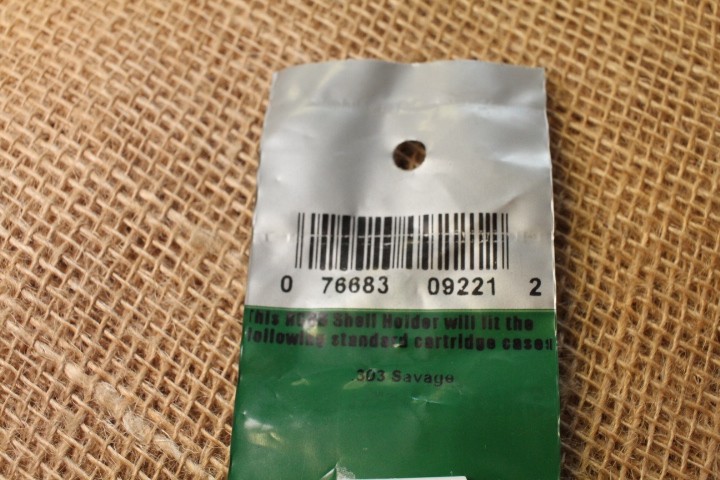 0 76683 09221 2
This RCBS Shell Holder will fit the
following standard cartridge cases:
303 Savage